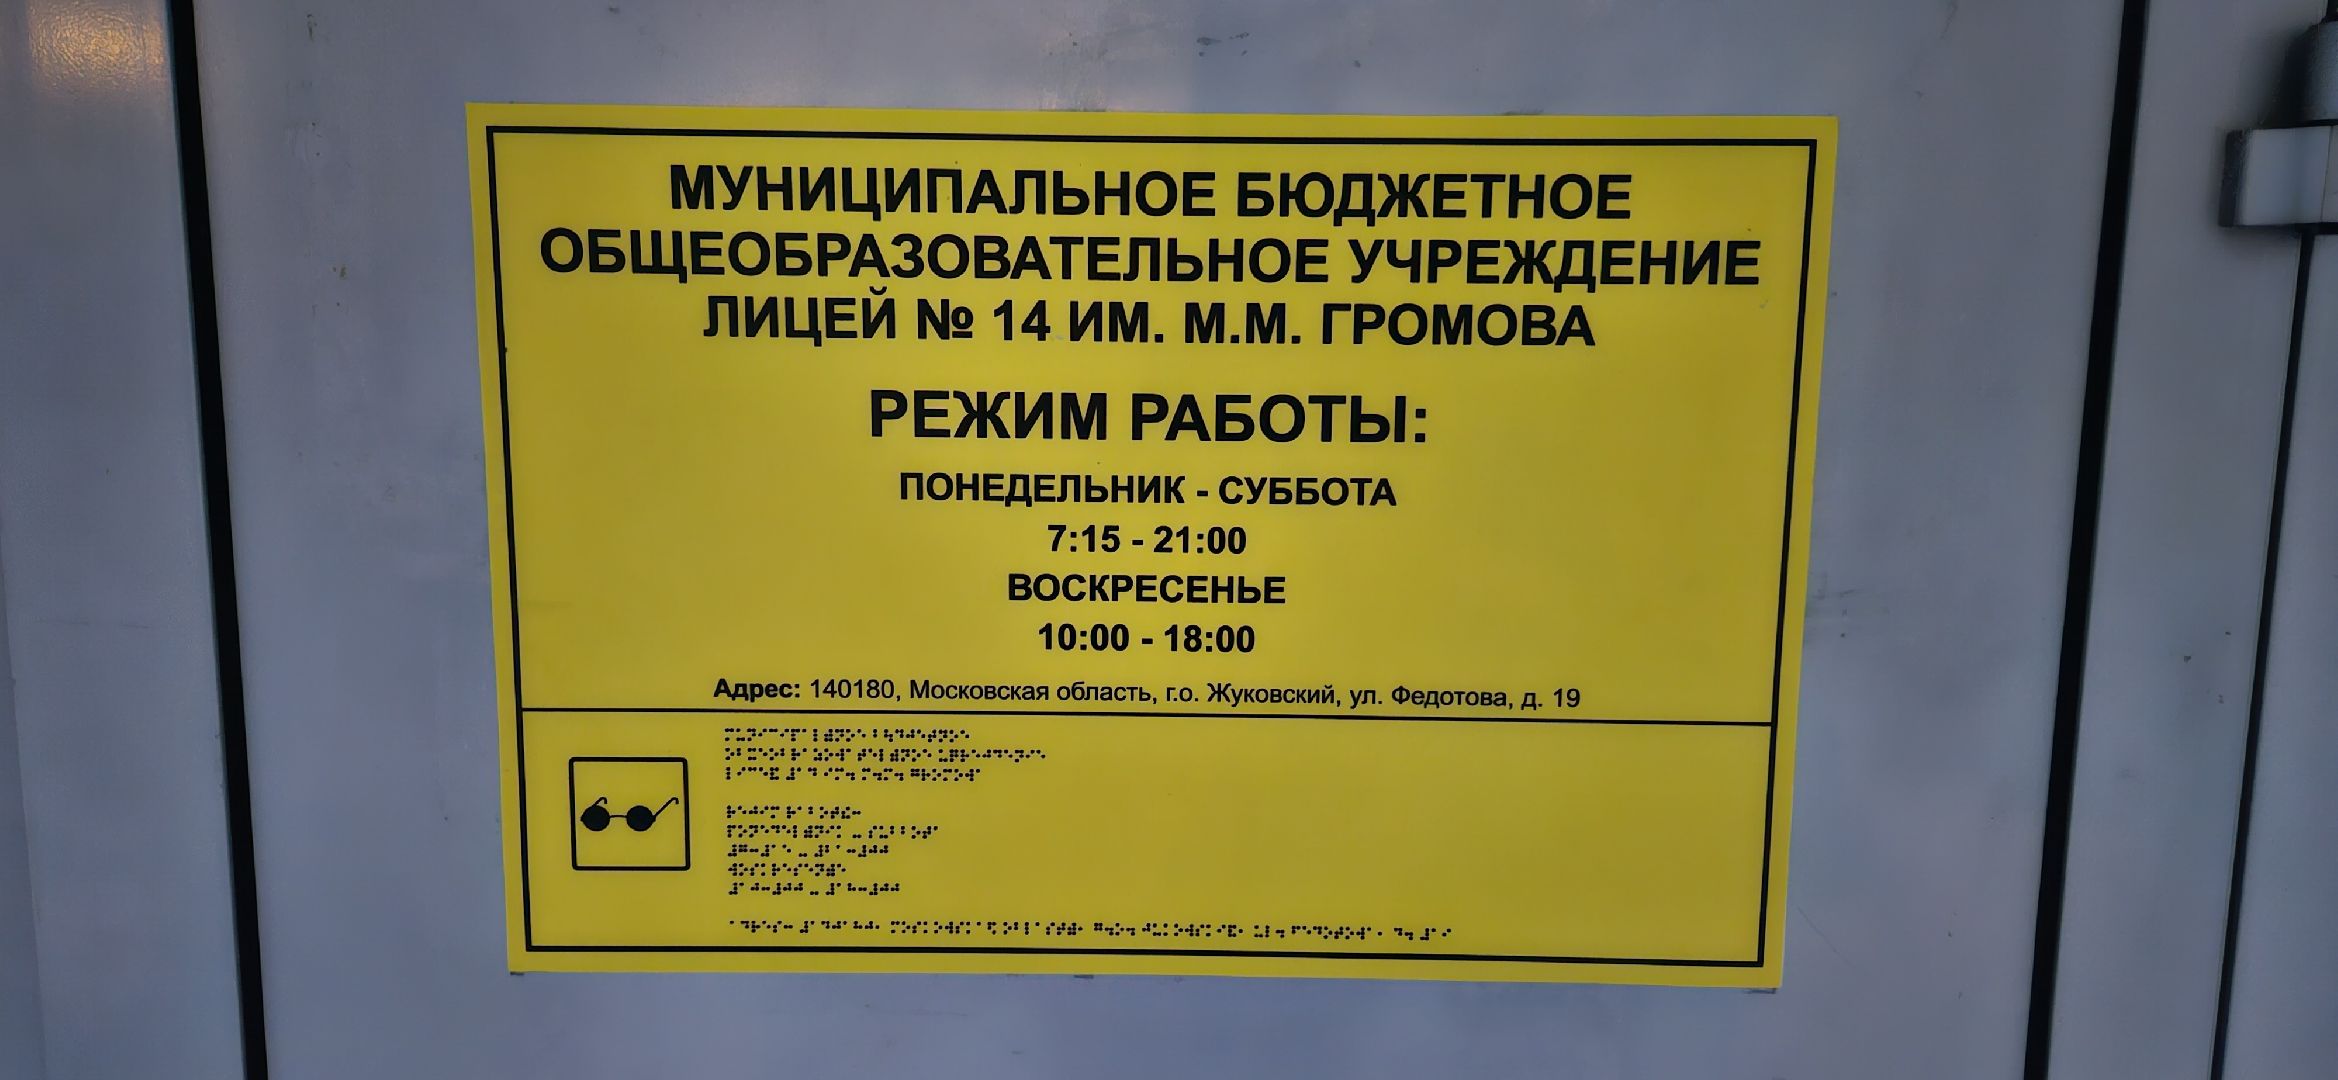 МУНИЦИПАЛЬНОЕ БЮДЖЕТНОЕ
ОБЩЕОБРАЗОВАТЕЛЬНОЕ УЧРЕЖДЕНИЕ
ЛИЦЕЙ № 14 ИМ. М.М. ГРОМОВА
РЕЖИМ РАБОТЫ:
ПОНЕДЕЛЬНИК - СУББОТА
7:15 - 21:00
ВОСКРЕСЕНЬЕ
10:00 - 18:00
Адрес: 140180, Московская область, г.о. Жуковский, ул. Федотова, д. 19